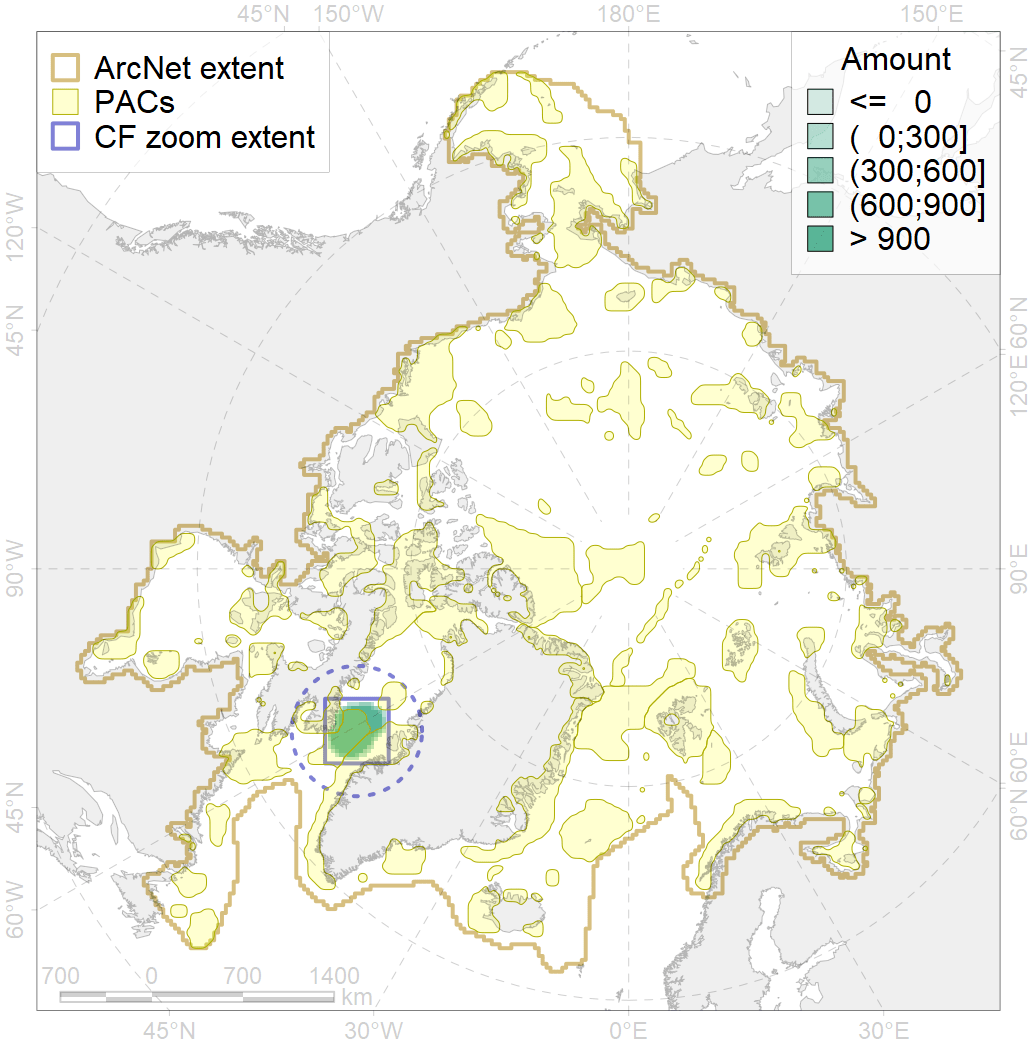 45°N 150°W 180°E 150°E
ArcNet extent
PACs
CF zoom extent
Amount
<= 0
( 0;300]
(300;600]
(600;900]
> 900
45°N
120°W
45°N
90°W
45°N
60°W
60°N
120°E
90°E
60°E
60°N
700 0 700 1400
km
45°N 30°W 0°E 30°E